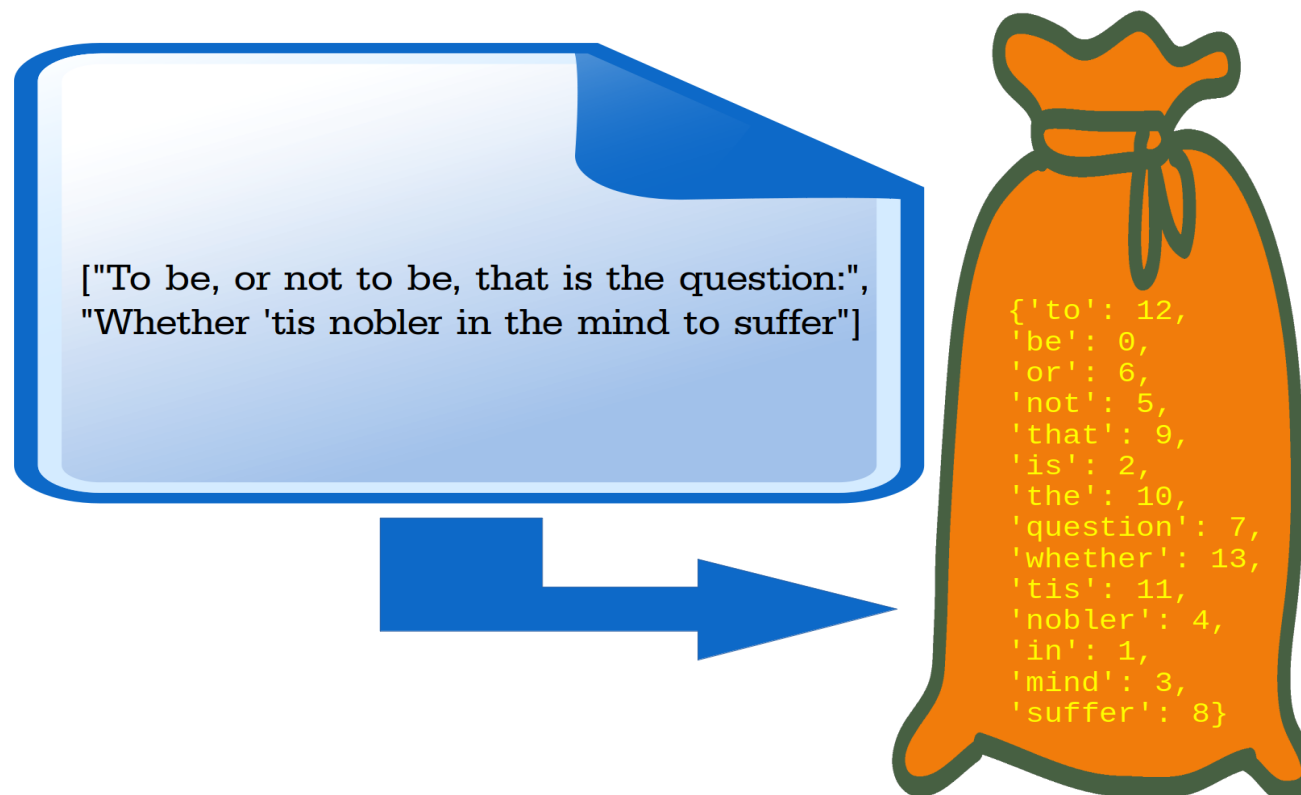 ["To be, or not to be, that is the question:",
"Whether 'tis nobler in the mind to suffer"]
{'to': 12,
'be': 0,
'or': 6,
'not': 5,
'that': 9,
'is': 2,
'the': 10,
'question': 7,
'whether': 13,
'tis': 11,
'nobler': 4,
'in': 1,
'mind': 3,
'suffer': 8}